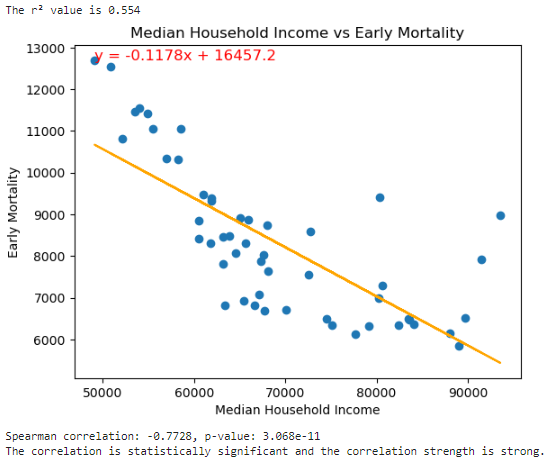 The r² value is 0.554
Median Household Income vs Early Mortality
y = -0.1178x + 16457.2
13000
12000
11000
10000
9000
8000
7000
6000
Early Mortality
50000 60000 70000 80000 90000
Median Household Income
Spearman correlation: -0.7728, p-value: 3.068e-11
The correlation is statistically significant and the correlation strength is strong.